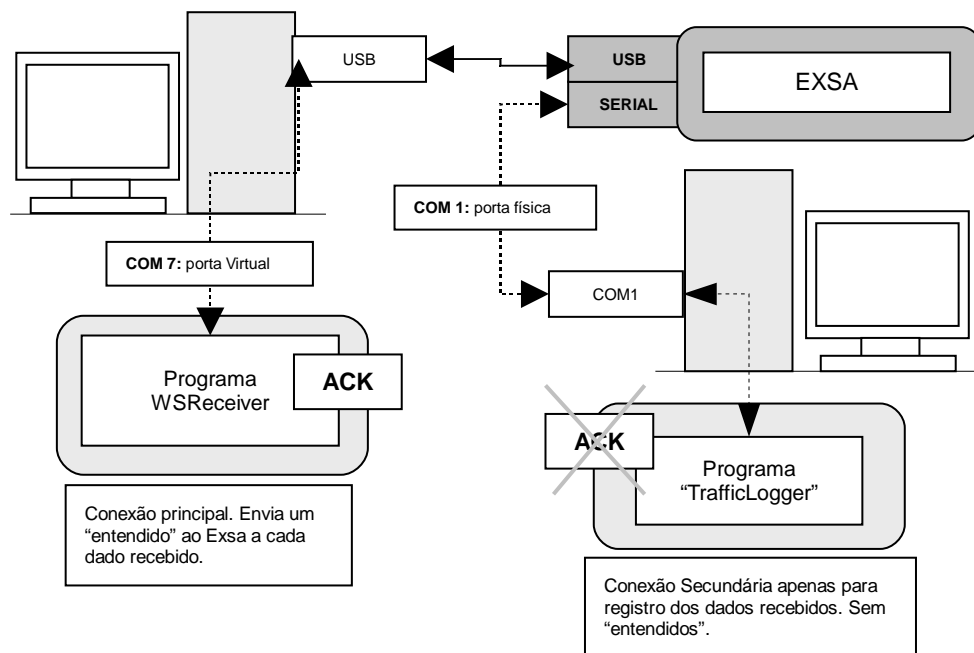 USB
USB
SERIAL
EXSA
COM 1: porta física
COM 7: porta Virtual
COM1
Programa
WSReceiver
ACK
ACK
Programa
“TrafficLogger”
Conexão principal. Envia um
“entendido” ao Exsa a cada
dado recebido.
Conexão Secundária apenas para
registro dos dados recebidos. Sem
“entendidos”.